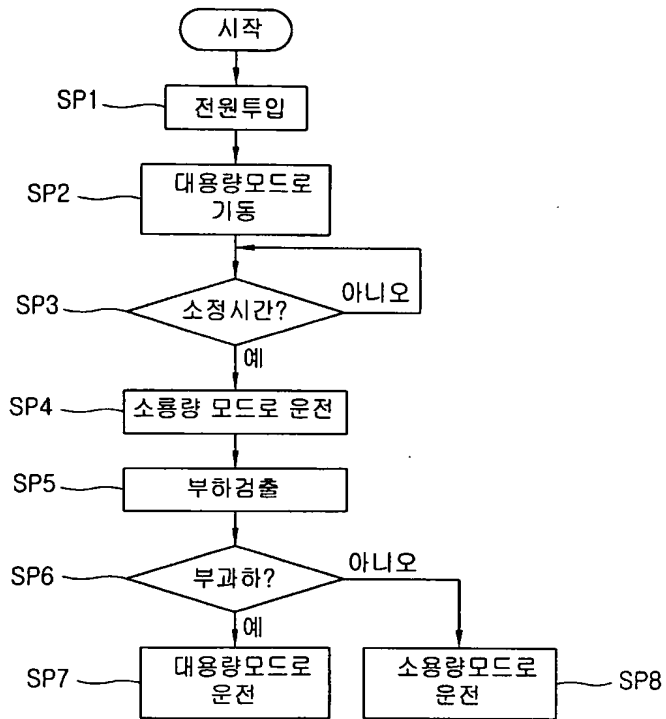 시작
SP1
전원투입
SP2
대용량모드로
기동
SP3
소정시간?
아니오
예
SP4
소룡량 모드로 운전
SP5
부하검출
SP6
부과하?
아니오
예
SP7
대용량모드로
운전
소용량모드로
운전
SP8